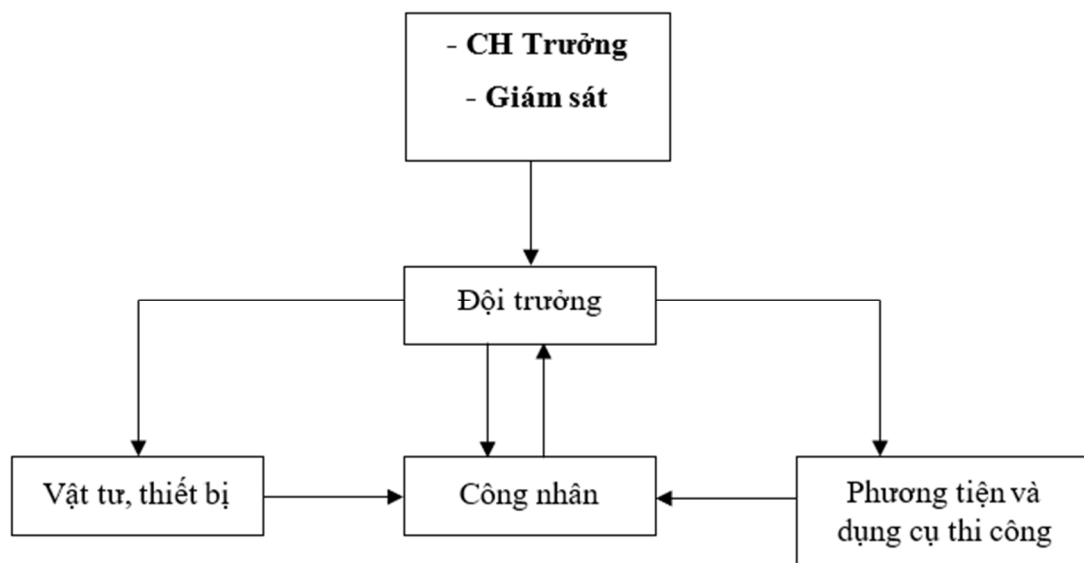 - CH Trưởng
- Giám sát
Đội trưởng
Vật tư, thiết bị
Công nhân
Phương tiện và
dụng cụ thi công